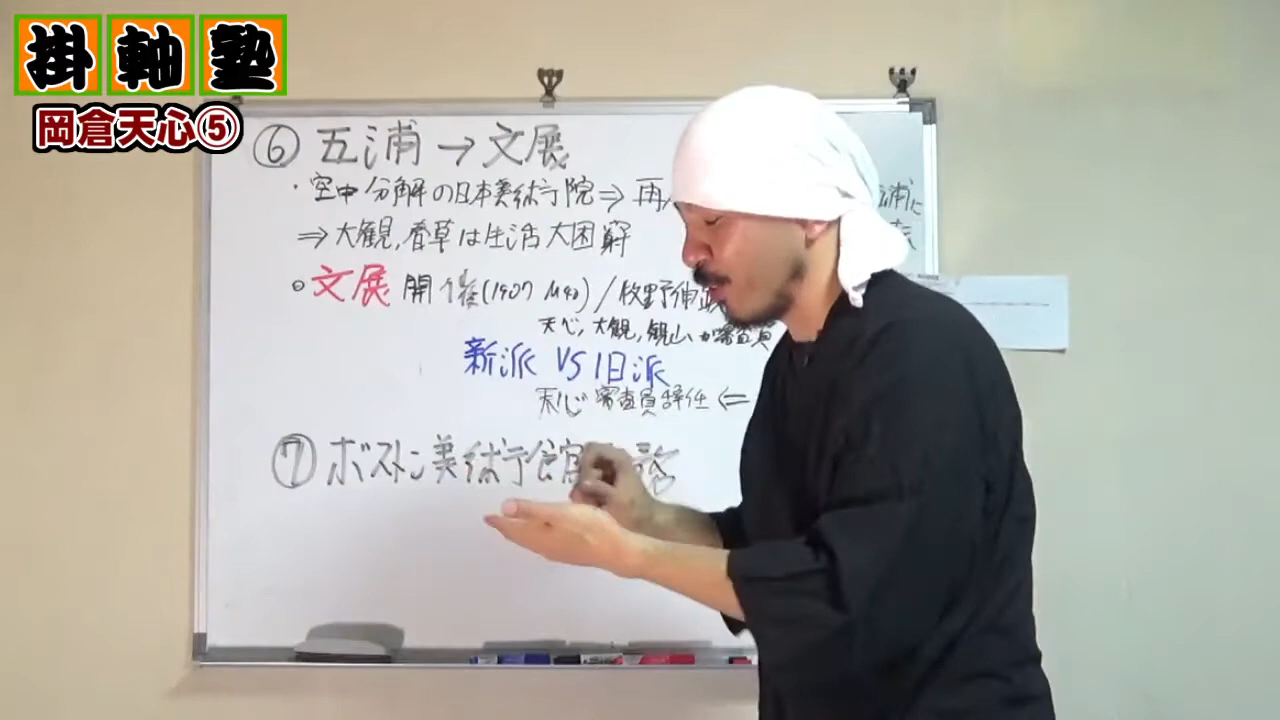 掛軸塾
岡倉天心⑤
⑥ 五浦→文展
・空中分解の日本美術院⇒再
浦に
⇒大観,春草は生活大困窮
○文展 開催(1907 M40)/牧野伸顕
天心,大観,観山が審査員
新派 VS 旧派
天心 審査員辞任⇐
⑦ ボストン美術館